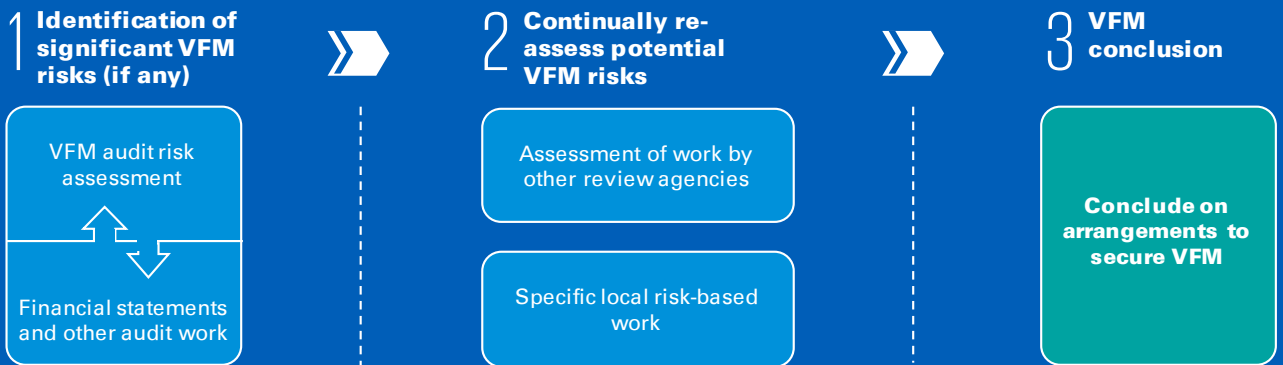 1 Identification of
significant VFM
risks (if any)
VFM audit risk
assessment
Financial statements
and other audit work
2 Continually re-
assess potential
VFM risks
Assessment of work by
other review agencies
Specific local risk-based
work
3 VFM
conclusion
Conclude on
arrangements to
secure VFM